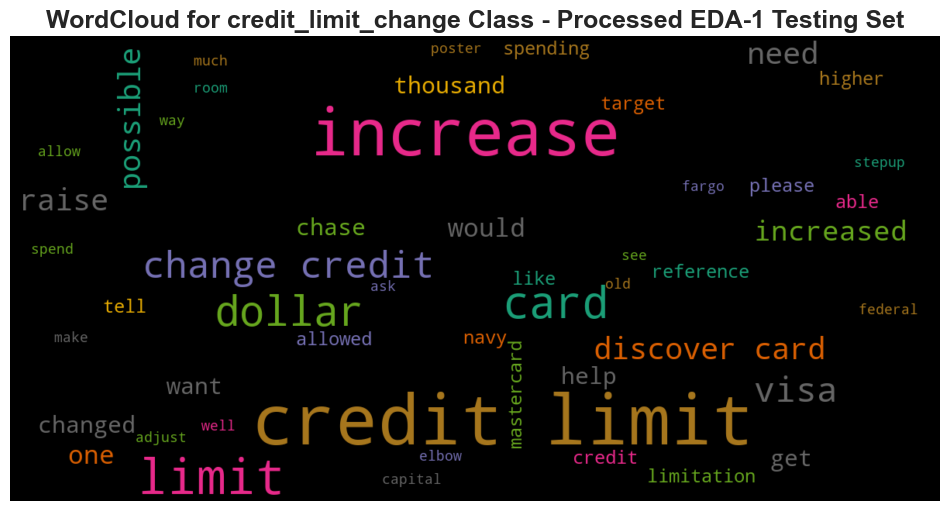 WordCloud for credit_limit_change Class - Processed EDA-1 Testing Set
poster spending need
much
possible
thousand higher
room
target
way
increase
allow
stepup
fargo please
raise able
chase would increased
spend
see
change credit reference
like
ask old
tell dollar card federal
make allowed navy
discover card
mastercard
help
want visa
changed well credit limit
adjust
one elbow credit get
limit capital limitation